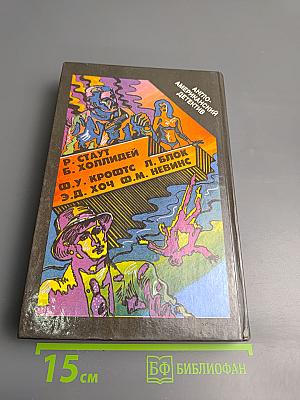 АНГЛО-
АМЕРИКАНСКИЙ
ДЕТЕКТИВ
Р. СТАУТ
Б. ХОЛЛИДЕЙ
Ф.У. КРОФТС Л. БЛОК
Э.Д. ХОЧ Ф.М. НЕВИНС
15 см
БФ БИБЛИОФАН